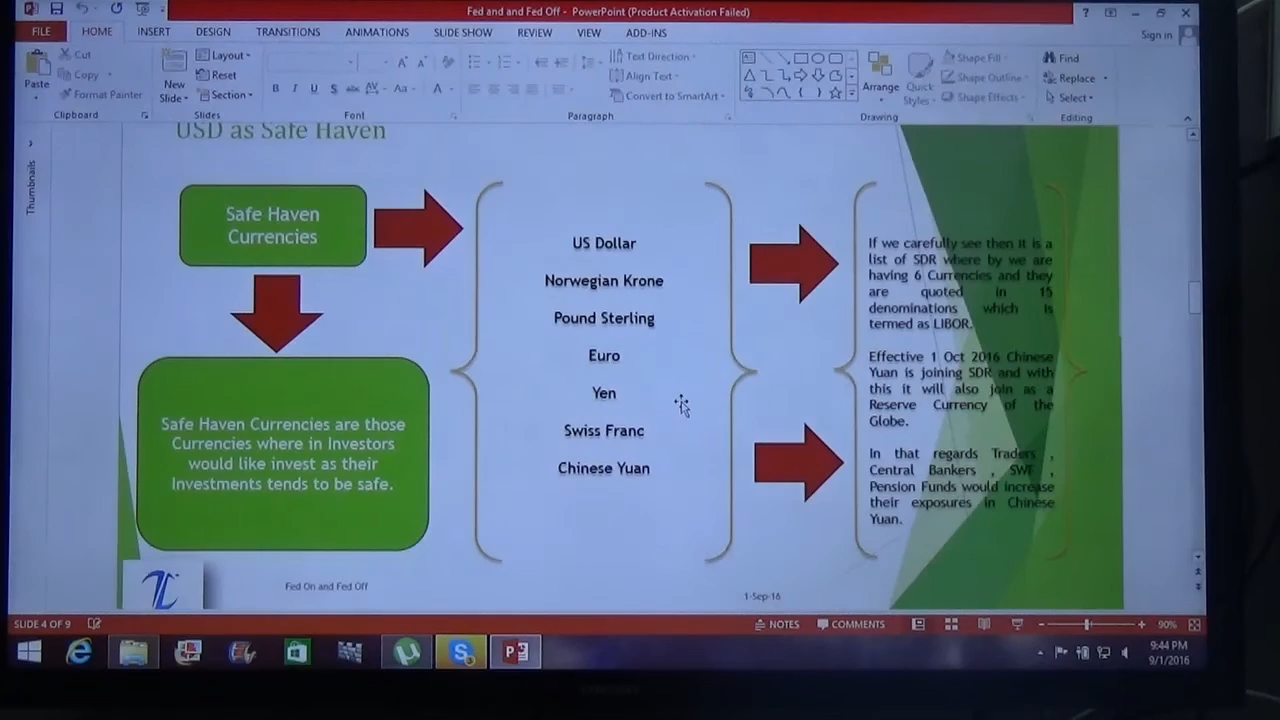 Fed and and Fed Off - PowerPoint (Product Activation Failed)
FILE HOME INSERT DESIGN TRANSITIONS ANIMATIONS SLIDE SHOW REVIEW VIEW ADD-INS Sign in
Paste
Cut
Copy
Format Painter
Clipboard
New
Slide
Layout
Reset
Section
Slides
B I U S abc AV Aa A
Font
Text Direction
Align Text
Convert to SmartArt
Paragraph
Arrange
Quick
Styles
Shape Fill
Shape Outline
Shape Effects
Drawing
Find
Replace
Select
Editing
Thumbnails
USD as Safe Haven
Safe Haven
Currencies
Safe Haven Currencies are those
Currencies where in Investors
would like invest as their
Investments tends to be safe.
US Dollar
Norwegian Krone
Pound Sterling
Euro
Yen
Swiss Franc
Chinese Yuan
If we carefully see then it is a
list of SDR where by we are
having 6 Currencies and they
are quoted in 15
denominations which is
termed as LIBOR.
Effective 1 Oct 2016 Chinese
Yuan is joining SDR and with
this it will also join as a
Reserve Currency of the
Globe.
In that regards Traders ,
Central Bankers , SWF ,
Pension Funds would increase
their exposures in Chinese
Yuan.
Fed On and Fed Off
1-Sep-16
SLIDE 4 OF 9
NOTES COMMENTS 90%
9:44 PM
9/1/2016